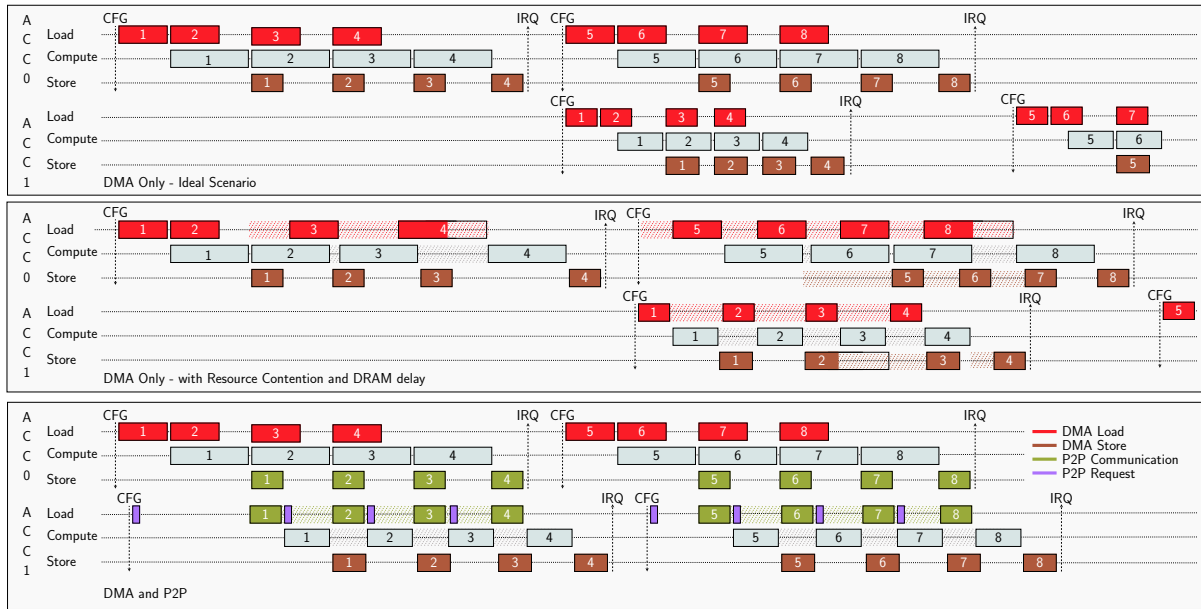 CFG IRQ CFG IRQ
A C C 0
Load 1 2 3 4 5 6 7 8
Compute 1 2 3 4 5 6 7 8
Store 1 2 3 4 5 6 7 8
CFG IRQ CFG
A C C 1
Load 1 2 3 4 5 6 7
Compute 1 2 3 4 5 6
Store 1 2 3 4 5
DMA Only - Ideal Scenario
CFG IRQ CFG IRQ
A C C 0
Load 1 2 3 4 5 6 7 8
Compute 1 2 3 4 5 6 7 8
Store 1 2 3 4 5 6 7 8
CFG IRQ CFG
A C C 1
Load 1 2 3 4 5
Compute 1 2 3 4
Store 1 2 3 4
DMA Only - with Resource Contention and DRAM delay
CFG IRQ CFG IRQ
A C C 0
Load 1 2 3 4 5 6 7 8
Compute 1 2 3 4 5 6 7 8
Store 1 2 3 4 5 6 7 8
DMA Load
DMA Store
P2P Communication
P2P Request
CFG IRQ CFG IRQ
A C C 1
Load 1 2 3 4 5 6 7 8
Compute 1 2 3 4 5 6 7 8
Store 1 2 3 4 5 6 7 8
DMA and P2P